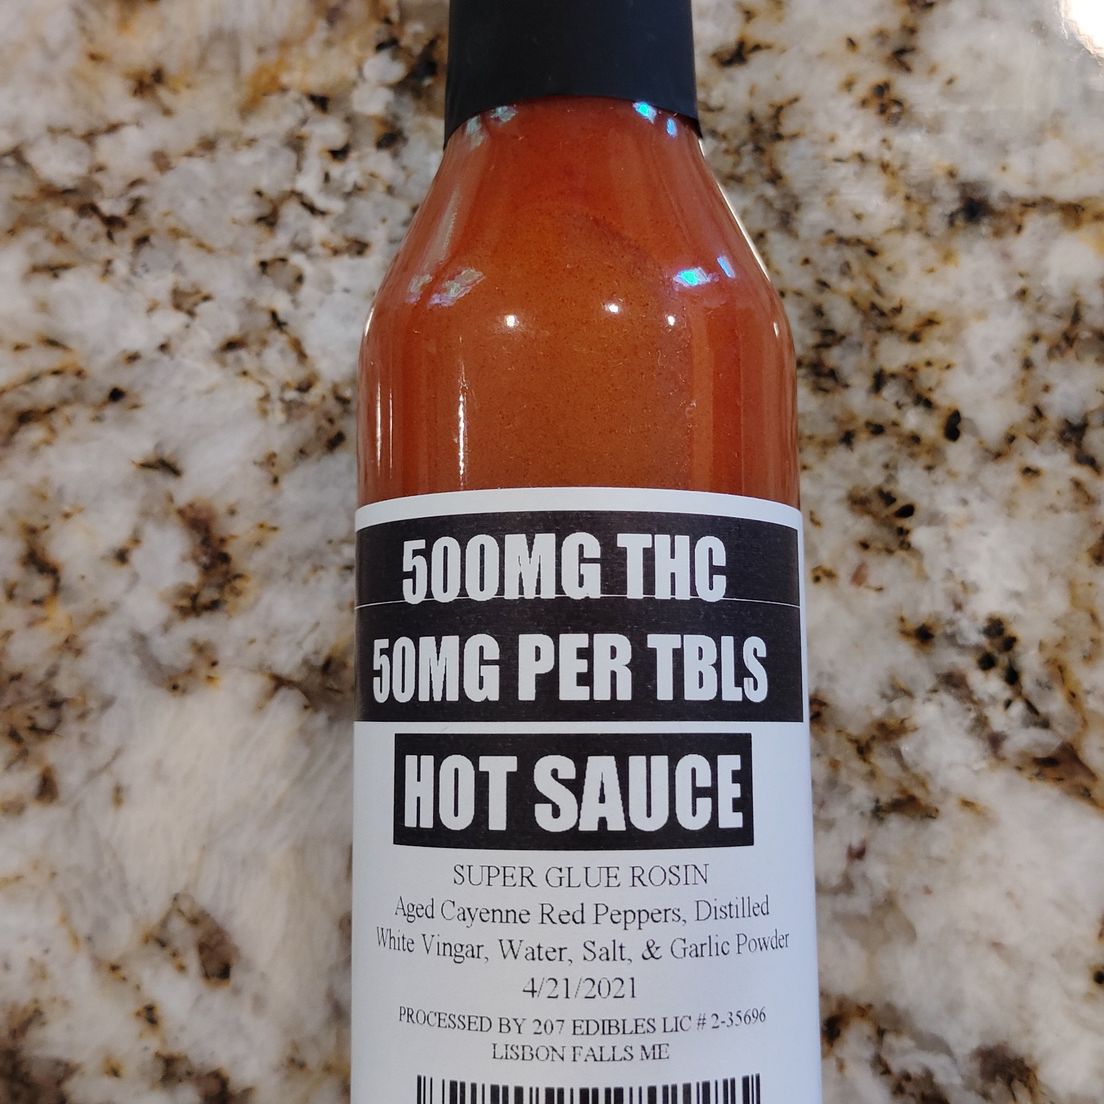 500MG THC
50MG PER TBLS
HOT SAUCE
SUPER GLUE ROSIN
Aged Cayenne Red Peppers, Distilled
White Vingar, Water, Salt, & Garlic Powder
4/21/2021
PROCESSED BY 207 EDIBLES LIC # 2-35696
LISBON FALLS ME